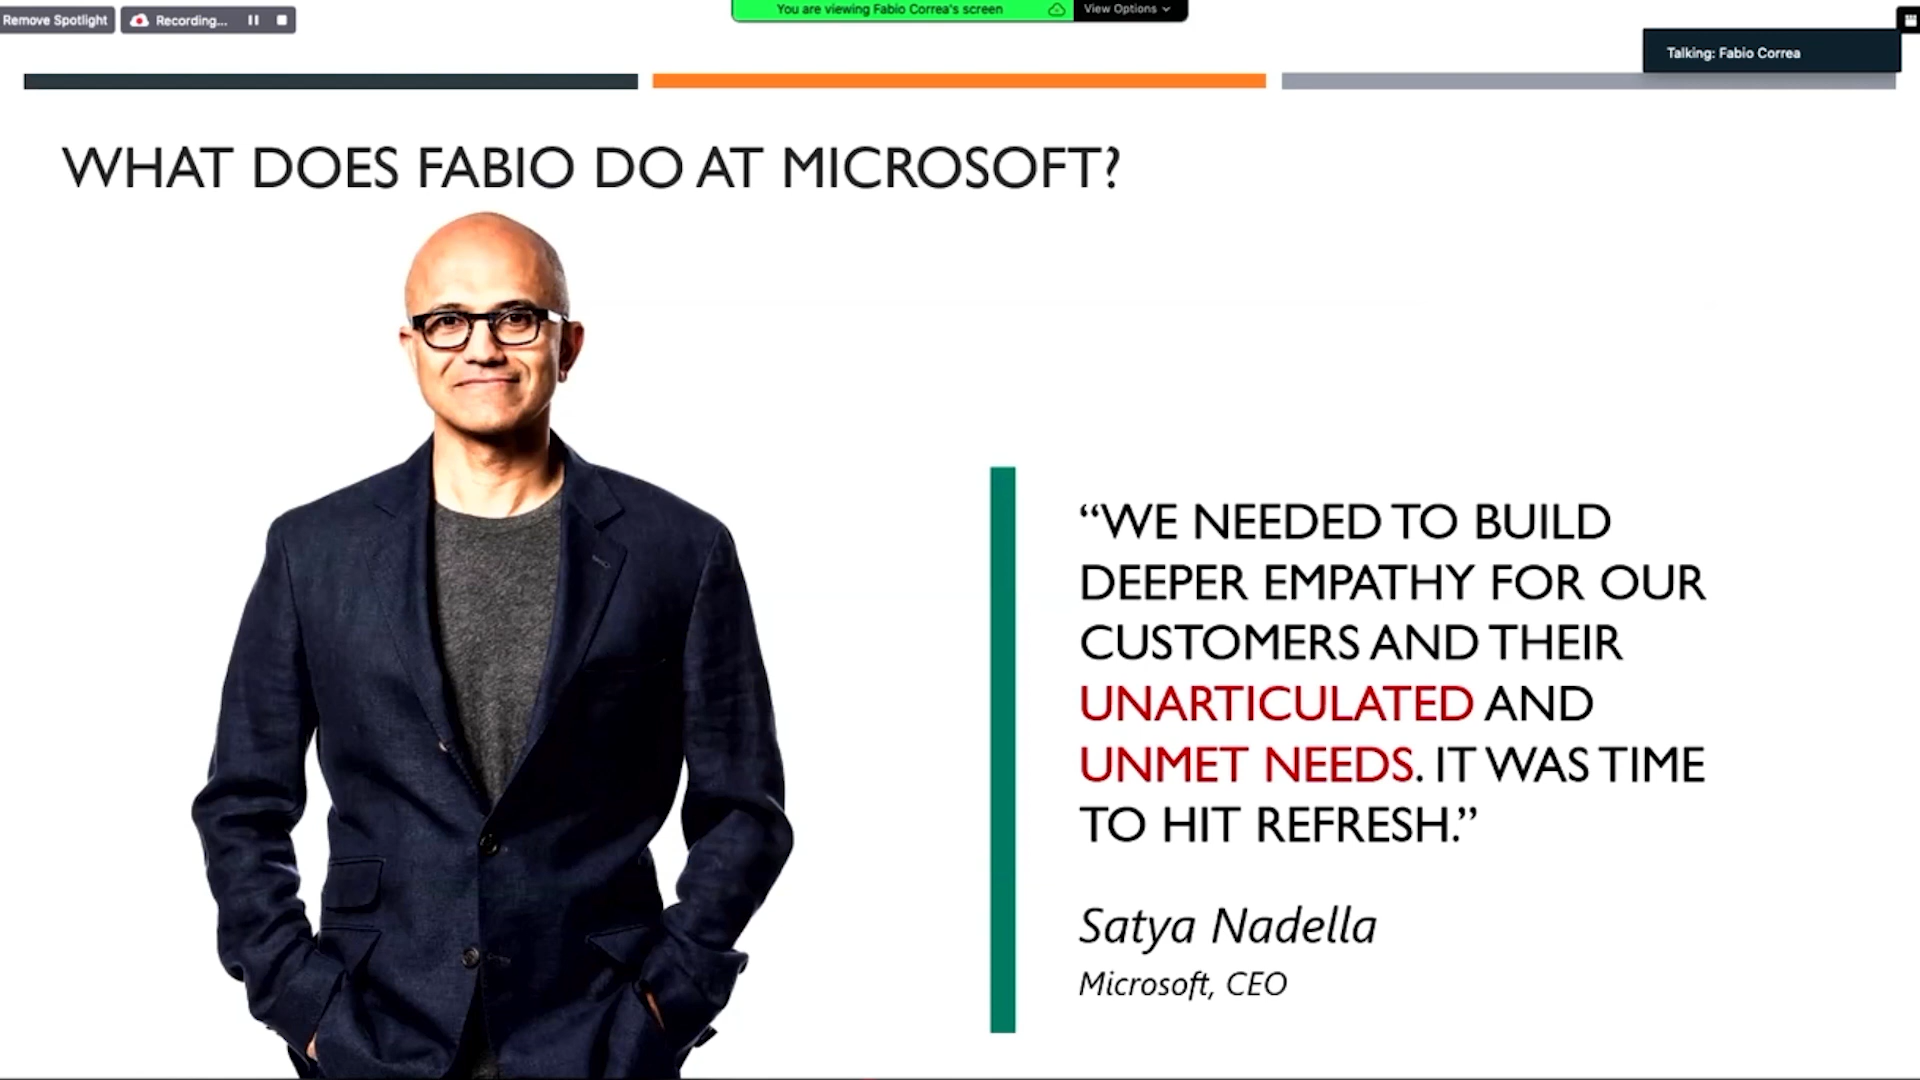 Remove Spotlight
Recording...
You are viewing Fabio Correa's screen
View Options
Talking: Fabio Correa
WHAT DOES FABIO DO AT MICROSOFT?
“WE NEEDED TO BUILD
DEEPER EMPATHY FOR OUR
CUSTOMERS AND THEIR
UNARTICULATED AND
UNMET NEEDS. IT WAS TIME
TO HIT REFRESH.”
Satya Nadella
Microsoft, CEO